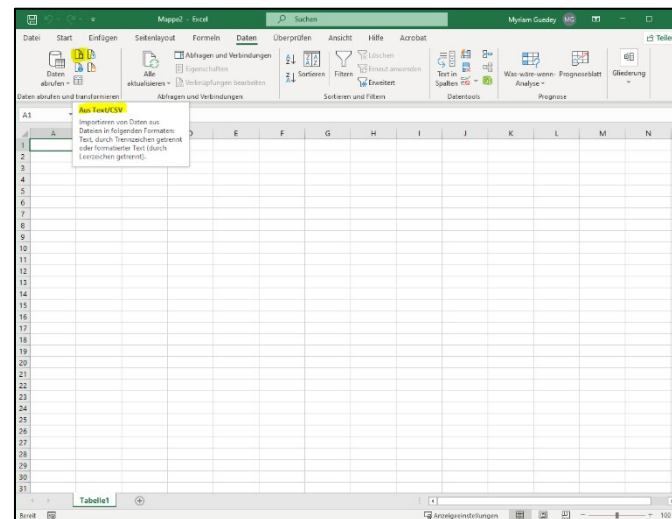 Mappe2 - Excel
Suchen
Myriam Guedey
MG
Datei Start Einfügen Seitenlayout Formeln Daten Überprüfen Ansicht Hilfe Acrobat
Daten abrufen
Alle aktualisieren
Abfragen und Verbindungen
Eigenschaften
Verknüpfungen bearbeiten
Sortieren
Filtern
Löschen
Erneut anwenden
Erweitert
Text in Spalten
Was-wäre-wenn-Analyse
Prognoseblatt
Gliederung
Daten abrufen und transformieren
Abfragen und Verbindungen
Sortieren und Filtern
Datentools
Prognose
A1
Aus Text/CSV
Importieren von Daten aus
Dateien in folgenden Formaten:
Text, durch Trennzeichen getrennt
oder formatierter Text (durch
Leerzeichen getrennt).
A D E F G H I J K L M N
1
2
3
4
5
6
7
8
9
10
11
12
13
14
15
16
17
18
19
20
21
22
23
24
25
26
27
28
29
30
31
Tabelle1
Bereit
Anzeigeeinstellungen
100